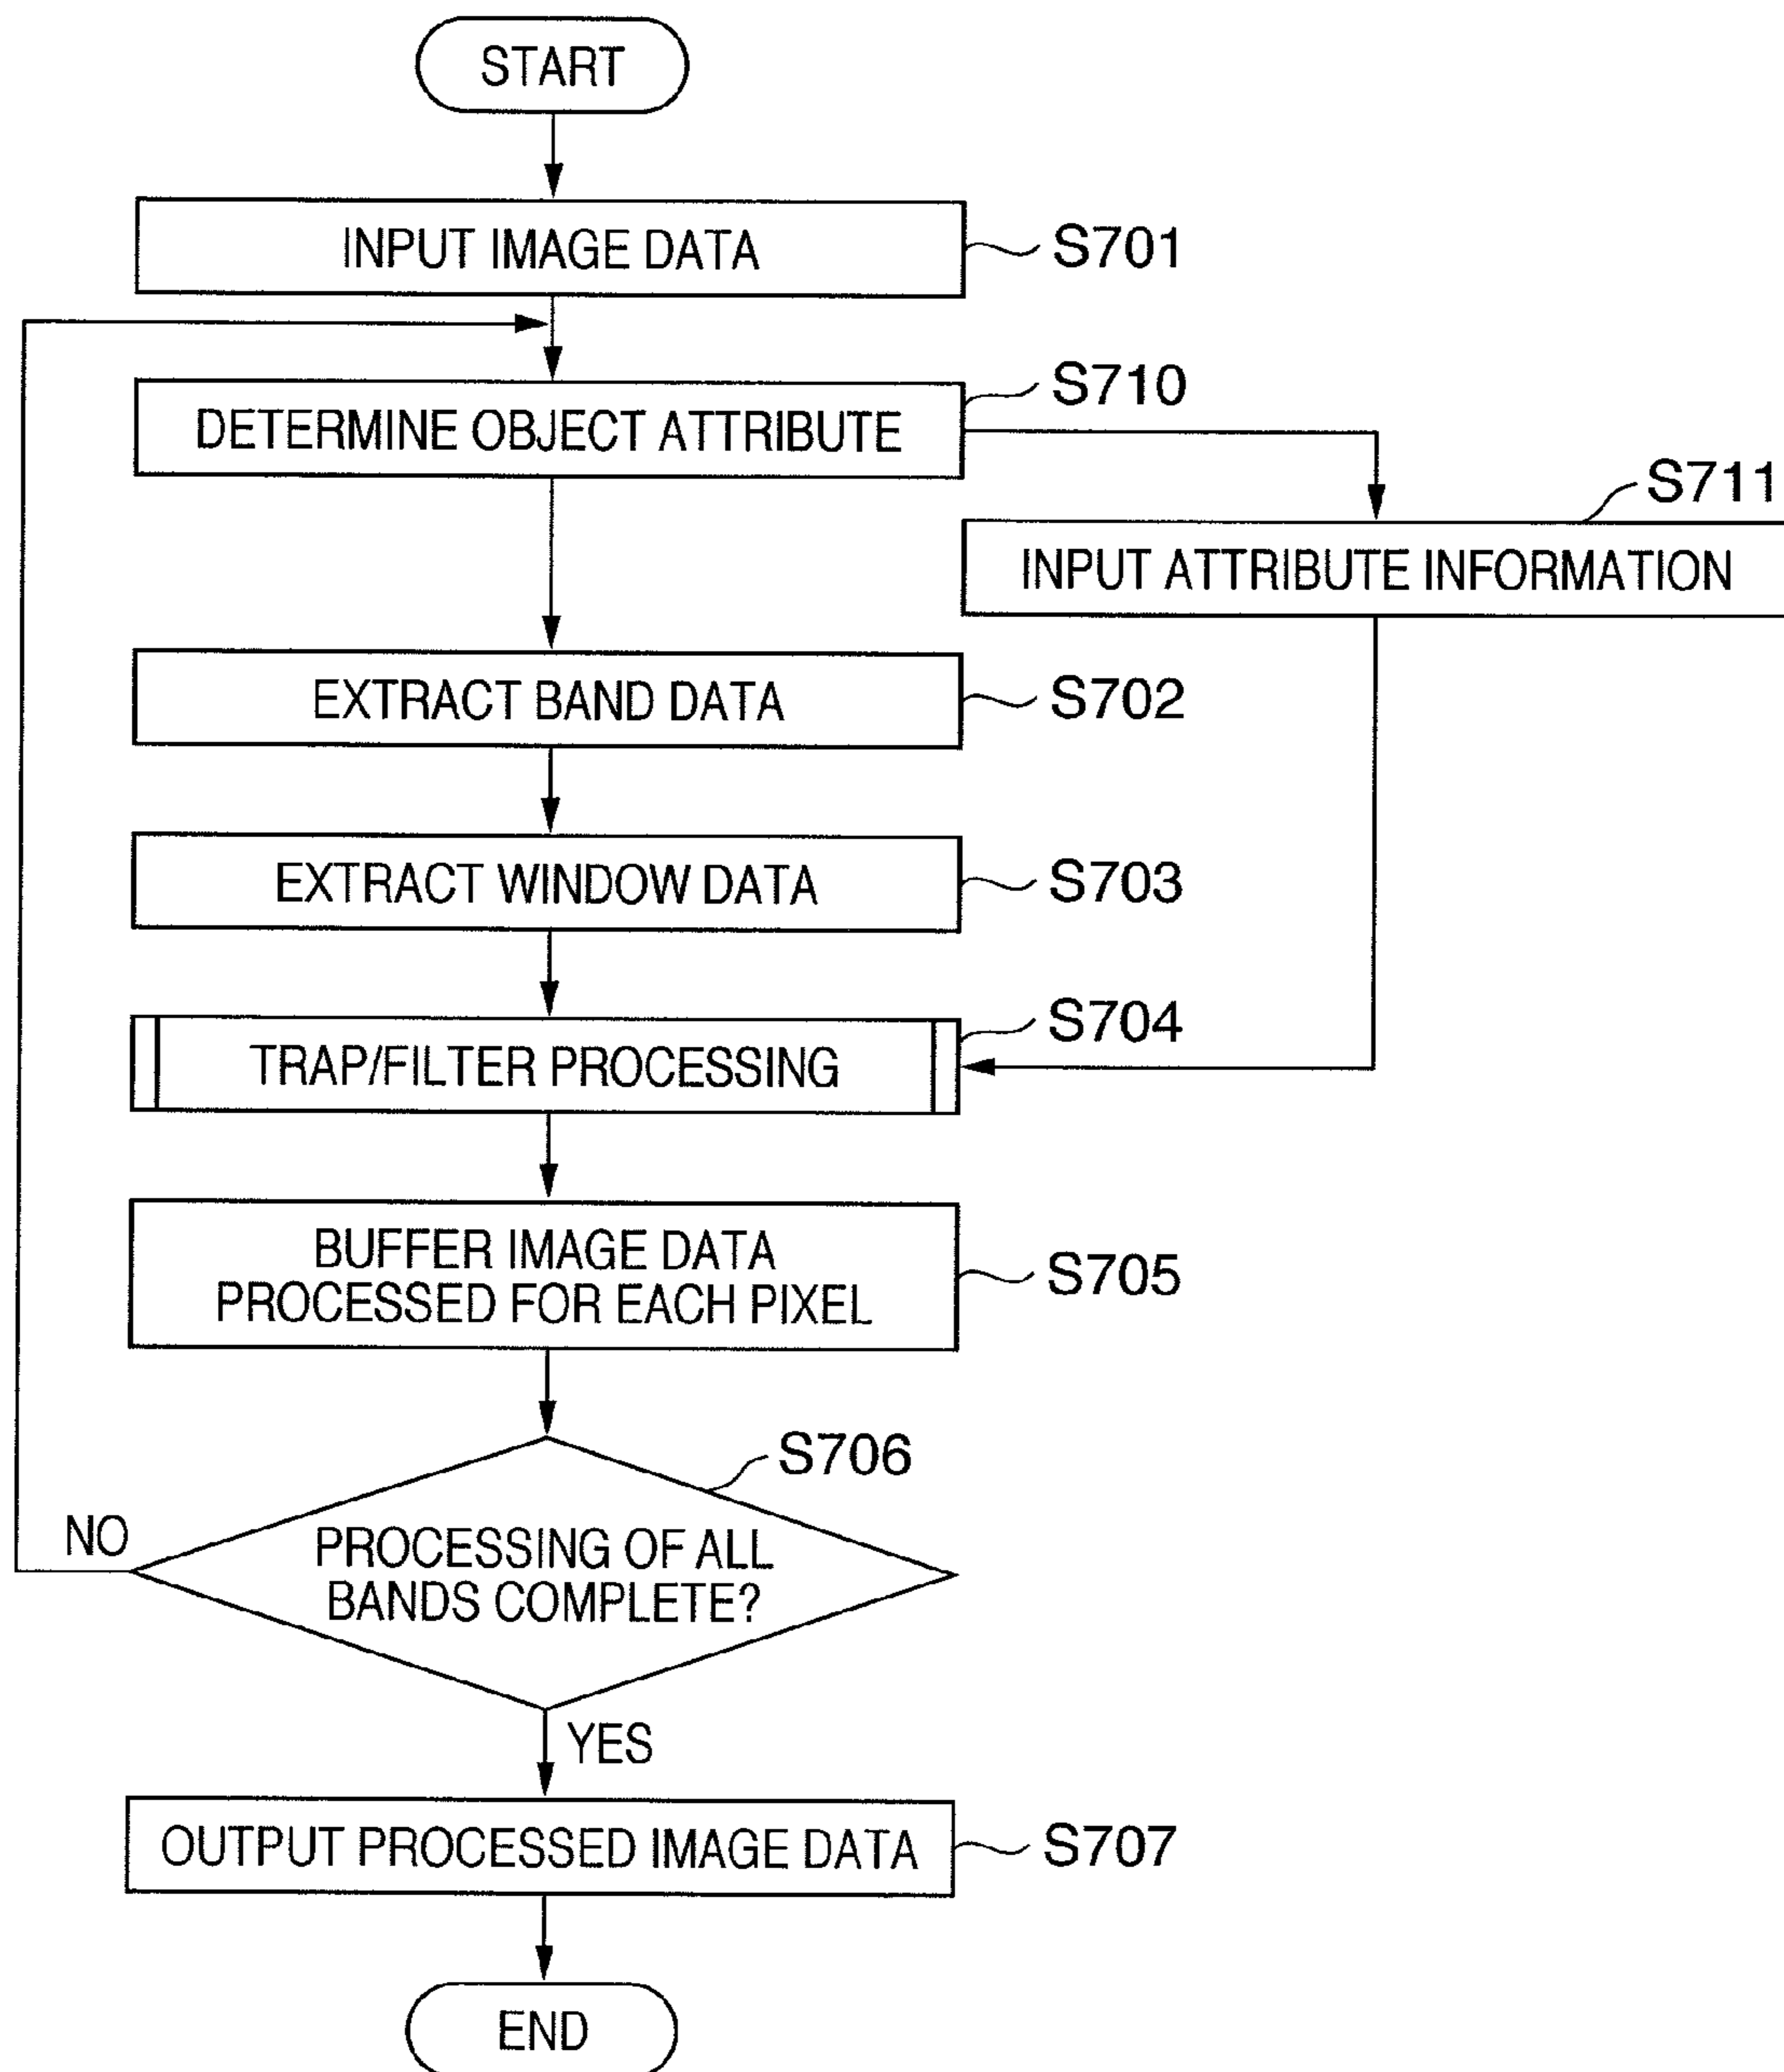 START
INPUT IMAGE DATA
S701
DETERMINE OBJECT ATTRIBUTE
S710
INPUT ATTRIBUTE INFORMATION
S711
EXTRACT BAND DATA
S702
EXTRACT WINDOW DATA
S703
TRAP/FILTER PROCESSING
S704
BUFFER IMAGE DATA
PROCESSED FOR EACH PIXEL
S705
PROCESSING OF ALL
BANDS COMPLETE?
S706
NO
YES
OUTPUT PROCESSED IMAGE DATA
S707
END